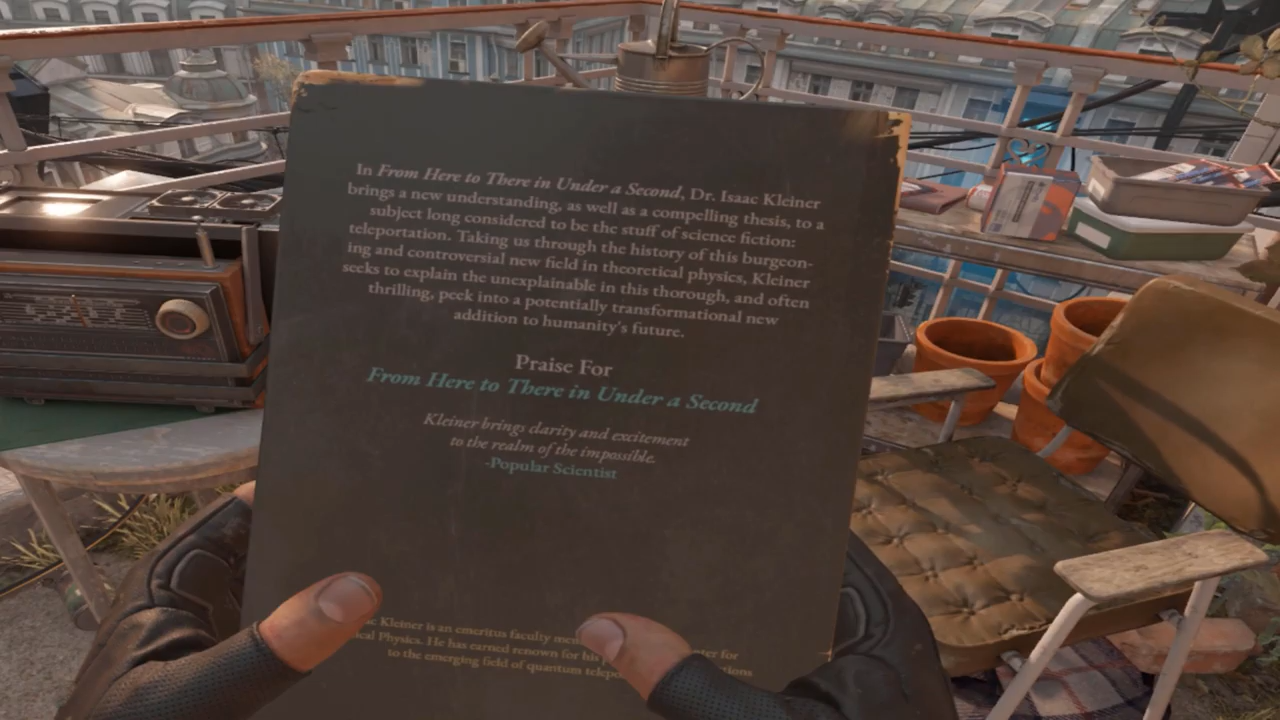 In From Here to There in Under a Second, Dr. Isaac Kleiner
brings a new understanding, as well as a compelling thesis, to a
subject long considered to be the stuff of science fiction:
teleportation. Taking us through the history of this burgeon-
ing and controversial new field in theoretical physics, Kleiner
seeks to explain the unexplainable in this thorough, and often
thrilling, peek into a potentially transformational new
addition to humanity's future.
Praise For
From Here to There in Under a Second
Kleiner brings clarity and excitement
to the realm of the impossible.
-Popular Scientist
Kleiner is an emeritus faculty for
Physics. He has earned renown for his
to the emerging field of quantum